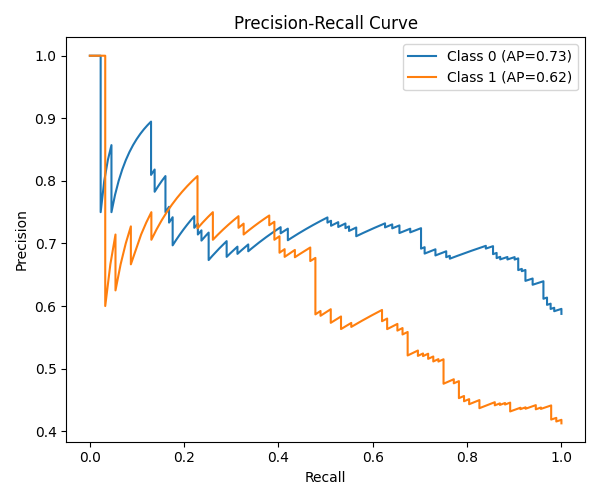 Precision-Recall Curve
Class 0 (AP=0.73)
Class 1 (AP=0.62)
Precision
1.0
0.9
0.8
0.7
0.6
0.5
0.4
0.0 0.2 0.4 0.6 0.8 1.0
Recall